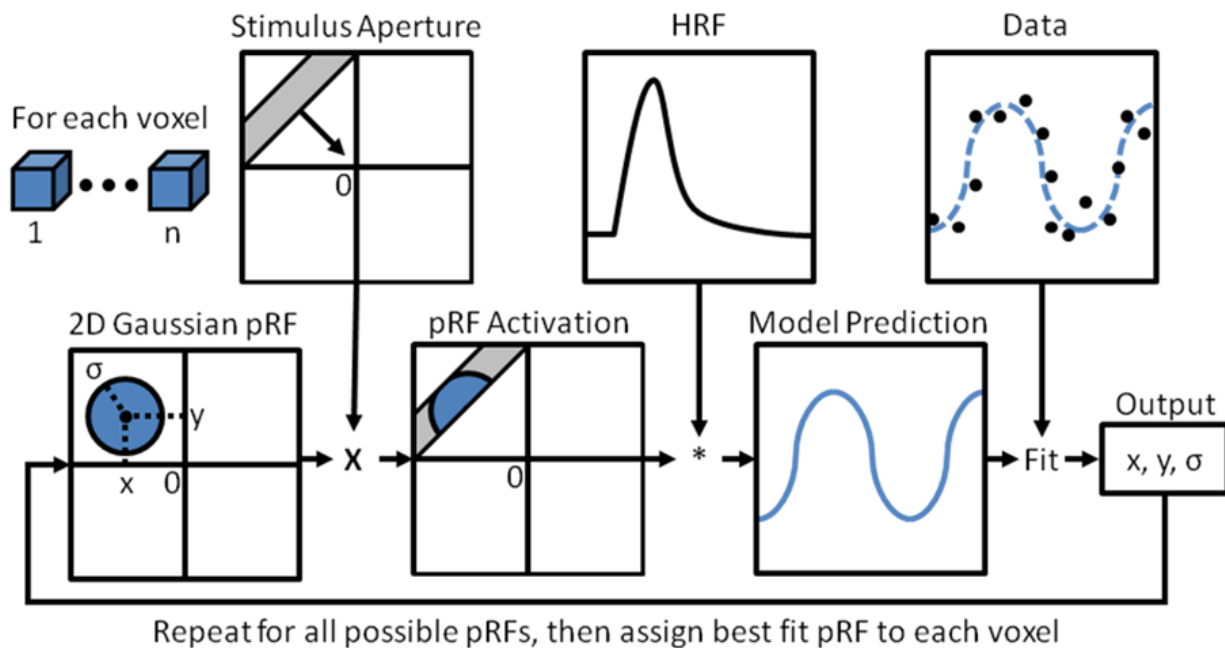 Stimulus Aperture
HRF
Data
For each voxel
1
n
0
2D Gaussian pRF
pRF Activation
Model Prediction
Output
σ
y
x
0
X
0
*
Fit
x, y, σ
Repeat for all possible pRFs, then assign best fit pRF to each voxel